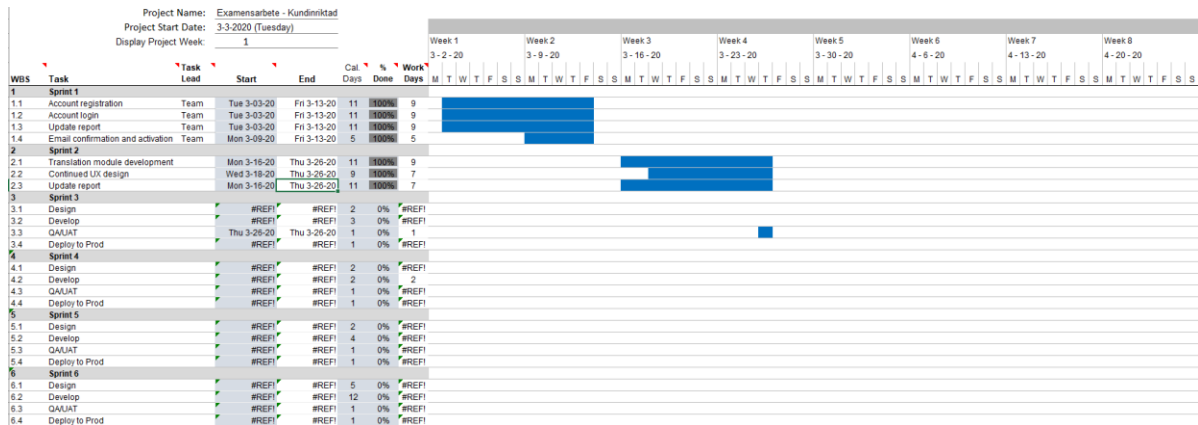 Project Name: Examensarbete - Kundinriktad
Project Start Date: 3-3-2020 (Tuesday)
Display Project Week: 1
Week 1 Week 2 Week 3 Week 4 Week 5 Week 6 Week 7 Week 8
3 - 2 - 20 3 - 9 - 20 3 - 16 - 20 3 - 23 - 20 3 - 30 - 20 4 - 6 - 20 4 - 13 - 20 4 - 20 - 20
WBS Task Task Lead Start End Cal. Days % Done Work Days M T W T F S S M T W T F S S M T W T F S S M T W T F S S M T W T F S S M T W T F S S M T W T F S S M T W T F S S
1 Sprint 1
1.1 Account registration Team Tue 3-03-20 Fri 3-13-20 11 100% 9
1.2 Account login Team Tue 3-03-20 Fri 3-13-20 11 100% 9
1.3 Update report Team Tue 3-03-20 Fri 3-13-20 11 100% 9
1.4 Email confirmation and activation Team Mon 3-09-20 Fri 3-13-20 5 100% 5
2 Sprint 2
2.1 Translation module development Mon 3-16-20 Thu 3-26-20 11 100% 9
2.2 Continued UX design Wed 3-18-20 Thu 3-26-20 9 100% 7
2.3 Update report Mon 3-16-20 Thu 3-26-20 11 100% 7
3 Sprint 3
3.1 Design #REF! #REF! 2 0% #REF!
3.2 Develop #REF! #REF! 3 0% #REF!
3.3 QA/UAT Thu 3-26-20 Thu 3-26-20 1 0% 1
3.4 Deploy to Prod #REF! #REF! 1 0% #REF!
4 Sprint 4
4.1 Design #REF! #REF! 2 0% #REF!
4.2 Develop #REF! #REF! 2 0% 2
4.3 QA/UAT #REF! #REF! 1 0% #REF!
4.4 Deploy to Prod #REF! #REF! 1 0% #REF!
5 Sprint 5
5.1 Design #REF! #REF! 2 0% #REF!
5.2 Develop #REF! #REF! 4 0% #REF!
5.3 QA/UAT #REF! #REF! 1 0% #REF!
5.4 Deploy to Prod #REF! #REF! 1 0% #REF!
6 Sprint 6
6.1 Design #REF! #REF! 5 0% #REF!
6.2 Develop #REF! #REF! 12 0% #REF!
6.3 QA/UAT #REF! #REF! 1 0% #REF!
6.4 Deploy to Prod #REF! #REF! 1 0% #REF!